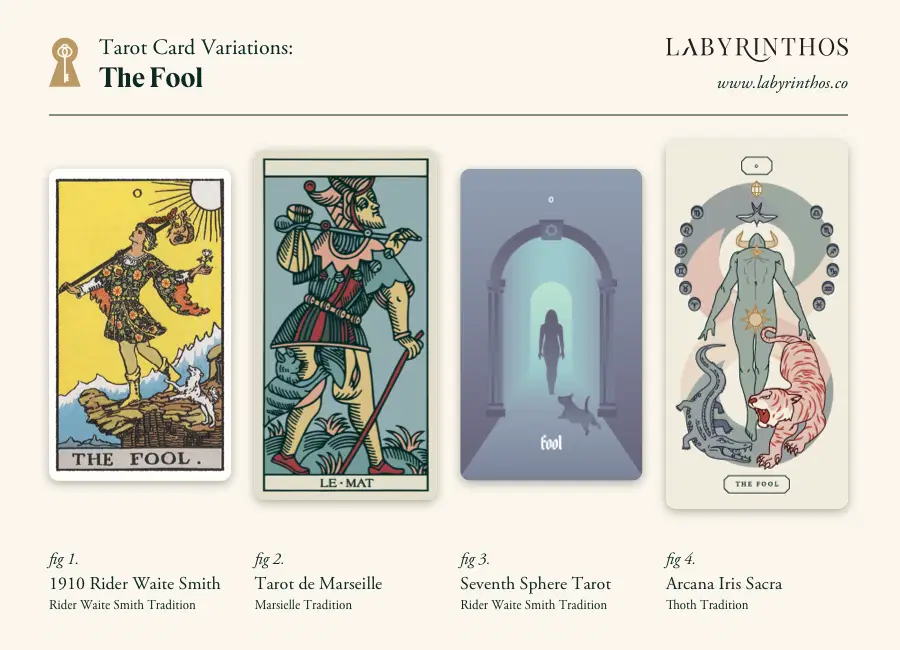 Tarot Card Variations:
The Fool
LABYRINTHOS
www.labyrinthos.co
0
THE FOOL.
LE·MAT
0
fool
0
THE FOOL
fig 1.
1910 Rider Waite Smith
Rider Waite Smith Tradition
fig 2.
Tarot de Marseille
Marsielle Tradition
fig 3.
Seventh Sphere Tarot
Rider Waite Smith Tradition
fig 4.
Arcana Iris Sacra
Thoth Tradition